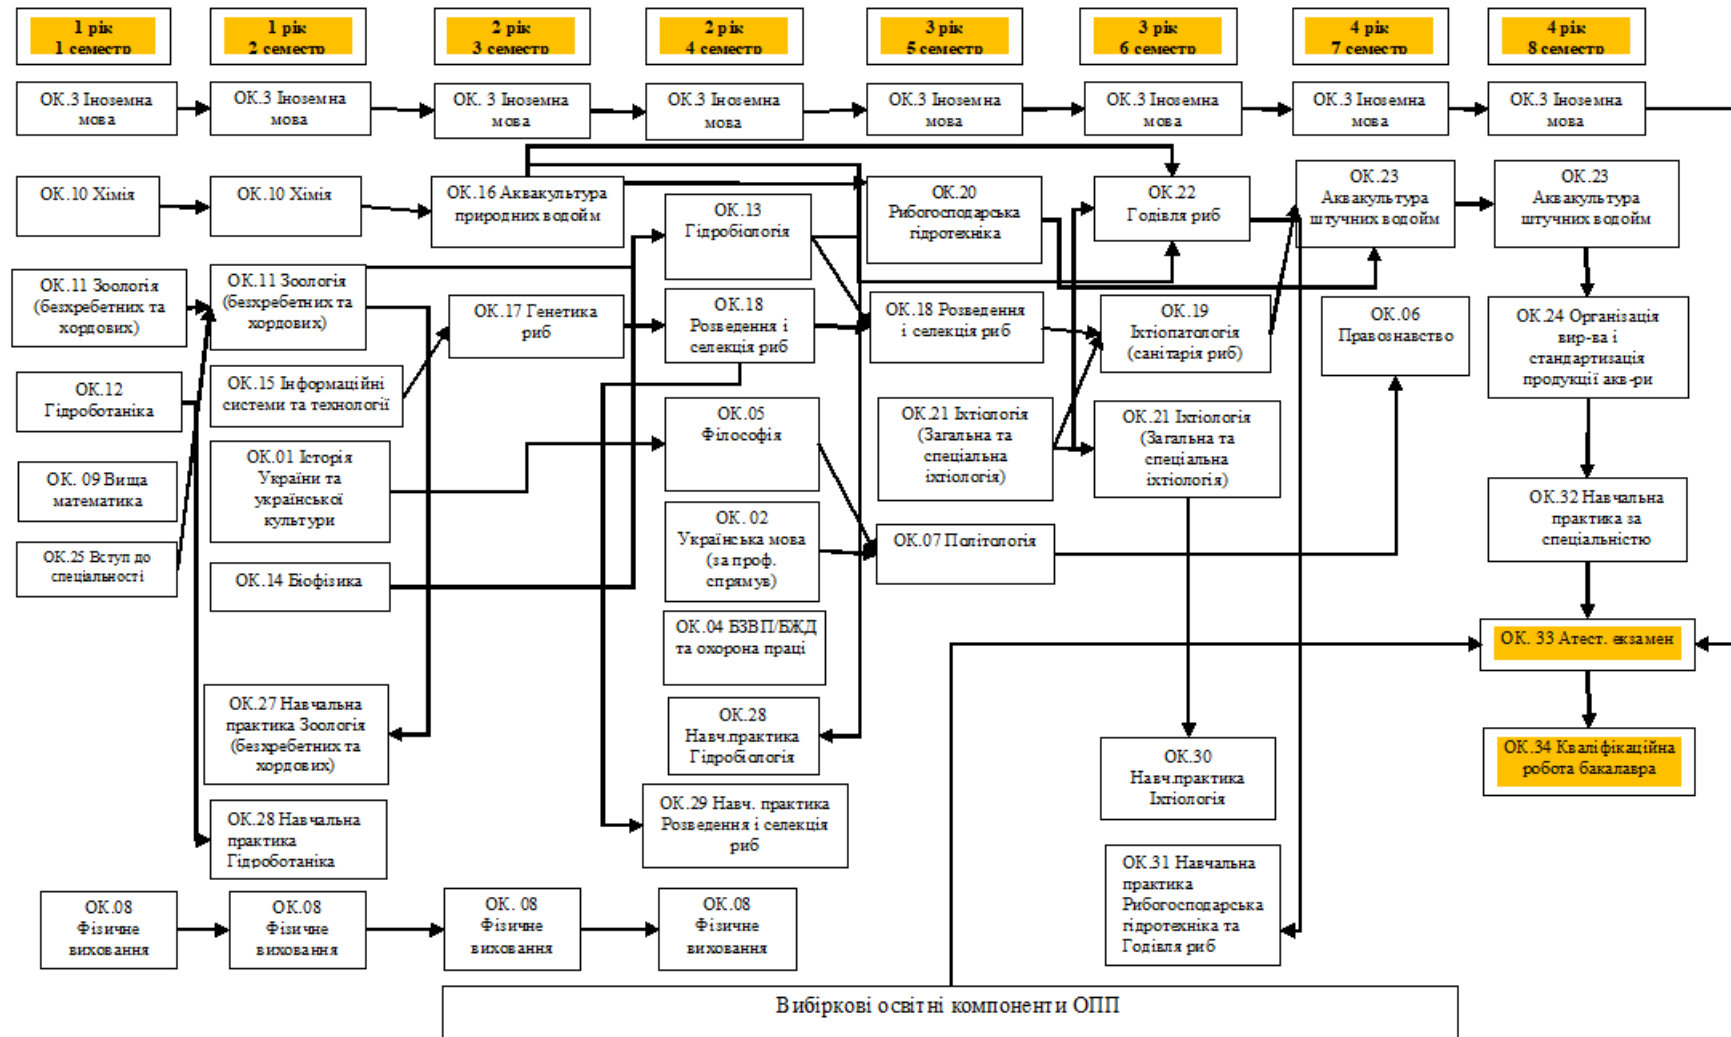 1 рік
1 семестр
1 рік
2 семестр
2 рік
3 семестр
2 рік
4 семестр
3 рік
5 семестр
3 рік
6 семестр
4 рік
7 семестр
4 рік
8 семестр
ОК.3 Іноземна
мова
ОК.3 Іноземна
мова
ОК. 3 Іноземна
мова
ОК.3 Іноземна
мова
ОК.3 Іноземна
мова
ОК.3 Іноземна
мова
ОК.3 Іноземна
мова
ОК.3 Іноземна
мова
ОК.10 Хімія
ОК.10 Хімія
ОК.16 Аквакультура
природних водойм
ОК.13
Гідробіологія
ОК.20
Рибогосподарська
гідротехніка
ОК.22
Годівля риб
ОК.23
Аквакультура
штучних водойм
ОК.23
Аквакультура
штучних водойм
ОК.11 Зоологія
(безхребетних та
хордових)
ОК.11 Зоологія
(безхребетних та
хордових)
ОК.17 Генетика
риб
ОК.18
Розведення і
селекція риб
ОК.18 Розведення
і селекція риб
ОК.19
Іхтіопатологія
(санітарія риб)
ОК.06
Правознавство
ОК.24 Організація
вир-ва і
стандартизація
продукції акв-ри
ОК.12
Гідроботаніка
ОК.15 Інформаційні
системи та технології
ОК.05
Філософія
ОК.21 Іхтіологія
(Загальна та
спеціальна
іхтіологія)
ОК.21 Іхтіологія
(Загальна та
спеціальна
іхтіологія)
ОК. 09 Вища
математика
ОК.01 Історія
України та
української
культури
ОК. 02
Українська мова
(за проф.
спрямув)
ОК.07 Політологія
ОК.32 Навчальна
практика за
спеціальністю
ОК.25 Вступ до
спеціальності
ОК.14 Біофізика
ОК.04 БЗВП/БЖД
та охорона праці
ОК. 33 Атест. екзамен
ОК.27 Навчальна
практика Зоологія
(безхребетних та
хордових)
ОК.28
Навч.практика
Гідробіологія
ОК.30
Навч.практика
Іхтіологія
ОК.34 Кваліфікаційна
робота бакалавра
ОК.28 Навчальна
практика
Гідроботаніка
ОК.29 Навч. практика
Розведення і селекція
риб
ОК.31 Навчальна
практика
Рибогосподарська
гідротехніка та
Годівля риб
ОК.08
Фізичне
виховання
ОК.08
Фізичне
виховання
ОК. 08
Фізичне
виховання
ОК.08
Фізичне
виховання
Вибіркові освітні компоненти ОПП